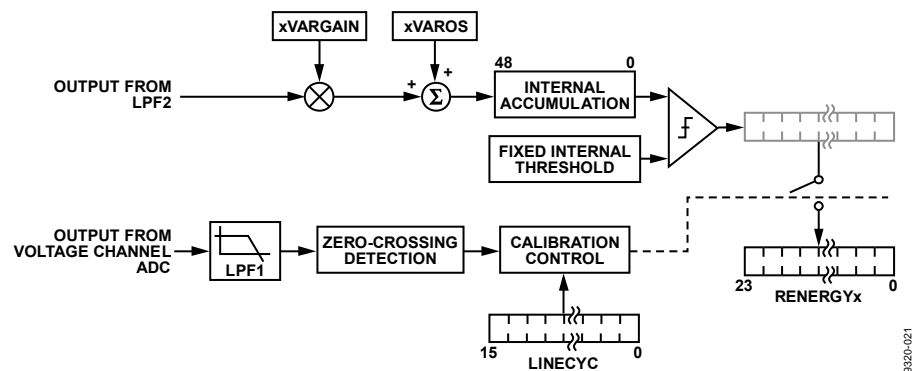 xVARGAIN
xVAROS
OUTPUT FROM
LPF2
+
+
Σ
48
0
INTERNAL
ACCUMULATION
FIXED INTERNAL
THRESHOLD
OUTPUT FROM
VOLTAGE CHANNEL
ADC
LPF1
ZERO-CROSSING
DETECTION
CALIBRATION
CONTROL
23
0
RENERGYx
15
0
LINECYC
9320-021